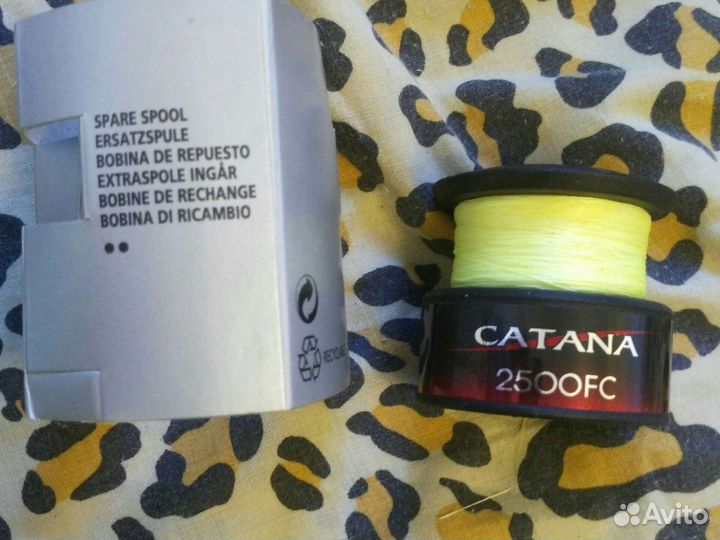 SPARE SPOOL
ERSATZSPULE
BOBINA DE REPUESTO
EXTRASPOLE INGÅR
BOBINE DE RECHANGE
BOBINA DI RICAMBIO
CATANA
2500FC
Avito